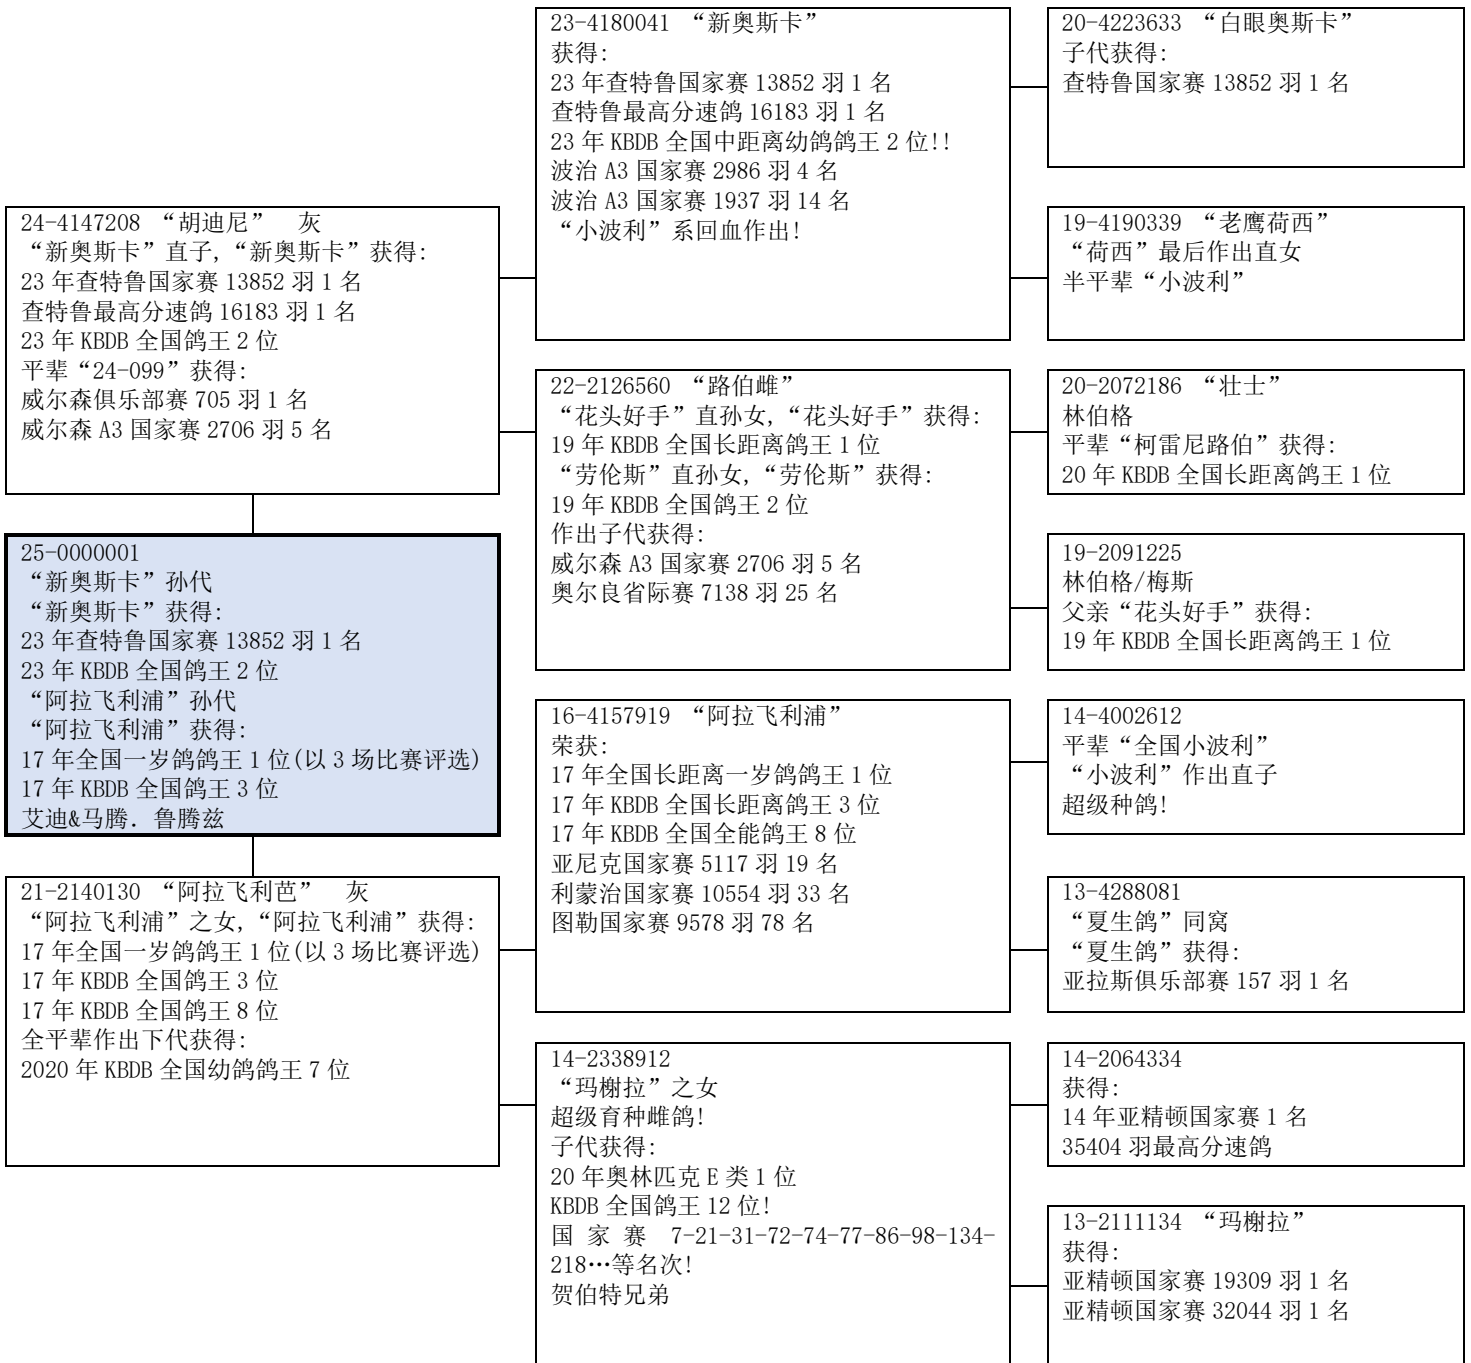 24-4147208 “胡迪尼” 灰
“新奥斯卡”直子,“新奥斯卡”获得:
23 年查特鲁国家赛 13852 羽 1 名
查特鲁最高分速鸽 16183 羽 1 名
23 年 KBDB 全国鸽王 2 位
平辈“24-099”获得:
威尔森俱乐部赛 705 羽 1 名
威尔森 A3 国家赛 2706 羽 5 名
25-0000001
“新奥斯卡”孙代
“新奥斯卡”获得:
23 年查特鲁国家赛 13852 羽 1 名
23 年 KBDB 全国鸽王 2 位
“阿拉飞利浦”孙代
“阿拉飞利浦”获得:
17 年全国一岁鸽鸽王 1 位(以 3 场比赛评选)
17 年 KBDB 全国鸽王 3 位
艾迪&马腾. 鲁腾兹
21-2140130 “阿拉飞利芭” 灰
“阿拉飞利浦”之女,“阿拉飞利浦”获得:
17 年全国一岁鸽鸽王 1 位(以 3 场比赛评选)
17 年 KBDB 全国鸽王 3 位
17 年 KBDB 全国鸽王 8 位
全平辈作出下代获得:
2020 年 KBDB 全国幼鸽鸽王 7 位
23-4180041 “新奥斯卡”
获得:
23 年查特鲁国家赛 13852 羽 1 名
查特鲁最高分速鸽 16183 羽 1 名
23 年 KBDB 全国中距离幼鸽鸽王 2 位!!
波治 A3 国家赛 2986 羽 4 名
波治 A3 国家赛 1937 羽 14 名
“小波利”系回血作出!
22-2126560 “路伯雌”
“花头好手”直孙女,“花头好手”获得:
19 年 KBDB 全国长距离鸽王 1 位
“劳伦斯”直孙女,“劳伦斯”获得:
19 年 KBDB 全国鸽王 2 位
作出子代获得:
威尔森 A3 国家赛 2706 羽 5 名
奥尔良省际赛 7138 羽 25 名
16-4157919 “阿拉飞利浦”
荣获:
17 年全国长距离一岁鸽鸽王 1 位
17 年 KBDB 全国长距离鸽王 3 位
17 年 KBDB 全国全能鸽王 8 位
亚尼克国家赛 5117 羽 19 名
利蒙治国家赛 10554 羽 33 名
图勒国家赛 9578 羽 78 名
14-2338912
“玛榭拉”之女
超级育种雌鸽!
子代获得:
20 年奥林匹克 E 类 1 位
KBDB 全国鸽王 12 位!
国 家 赛 7-21-31-72-74-77-86-98-134-
218…等名次!
贺伯特兄弟
20-4223633 “白眼奥斯卡”
子代获得:
查特鲁国家赛 13852 羽 1 名
19-4190339 “老鹰荷西”
“荷西”最后作出直女
半平辈“小波利”
20-2072186 “壮士”
林伯格
平辈“柯雷尼路伯”获得:
20 年 KBDB 全国长距离鸽王 1 位
19-2091225
林伯格/梅斯
父亲“花头好手”获得:
19 年 KBDB 全国长距离鸽王 1 位
14-4002612
平辈“全国小波利”
“小波利”作出直子
超级种鸽!
13-4288081
“夏生鸽”同窝
“夏生鸽”获得:
亚拉斯俱乐部赛 157 羽 1 名
14-2064334
获得:
14 年亚精顿国家赛 1 名
35404 羽最高分速鸽
13-2111134 “玛榭拉”
获得:
亚精顿国家赛 19309 羽 1 名
亚精顿国家赛 32044 羽 1 名